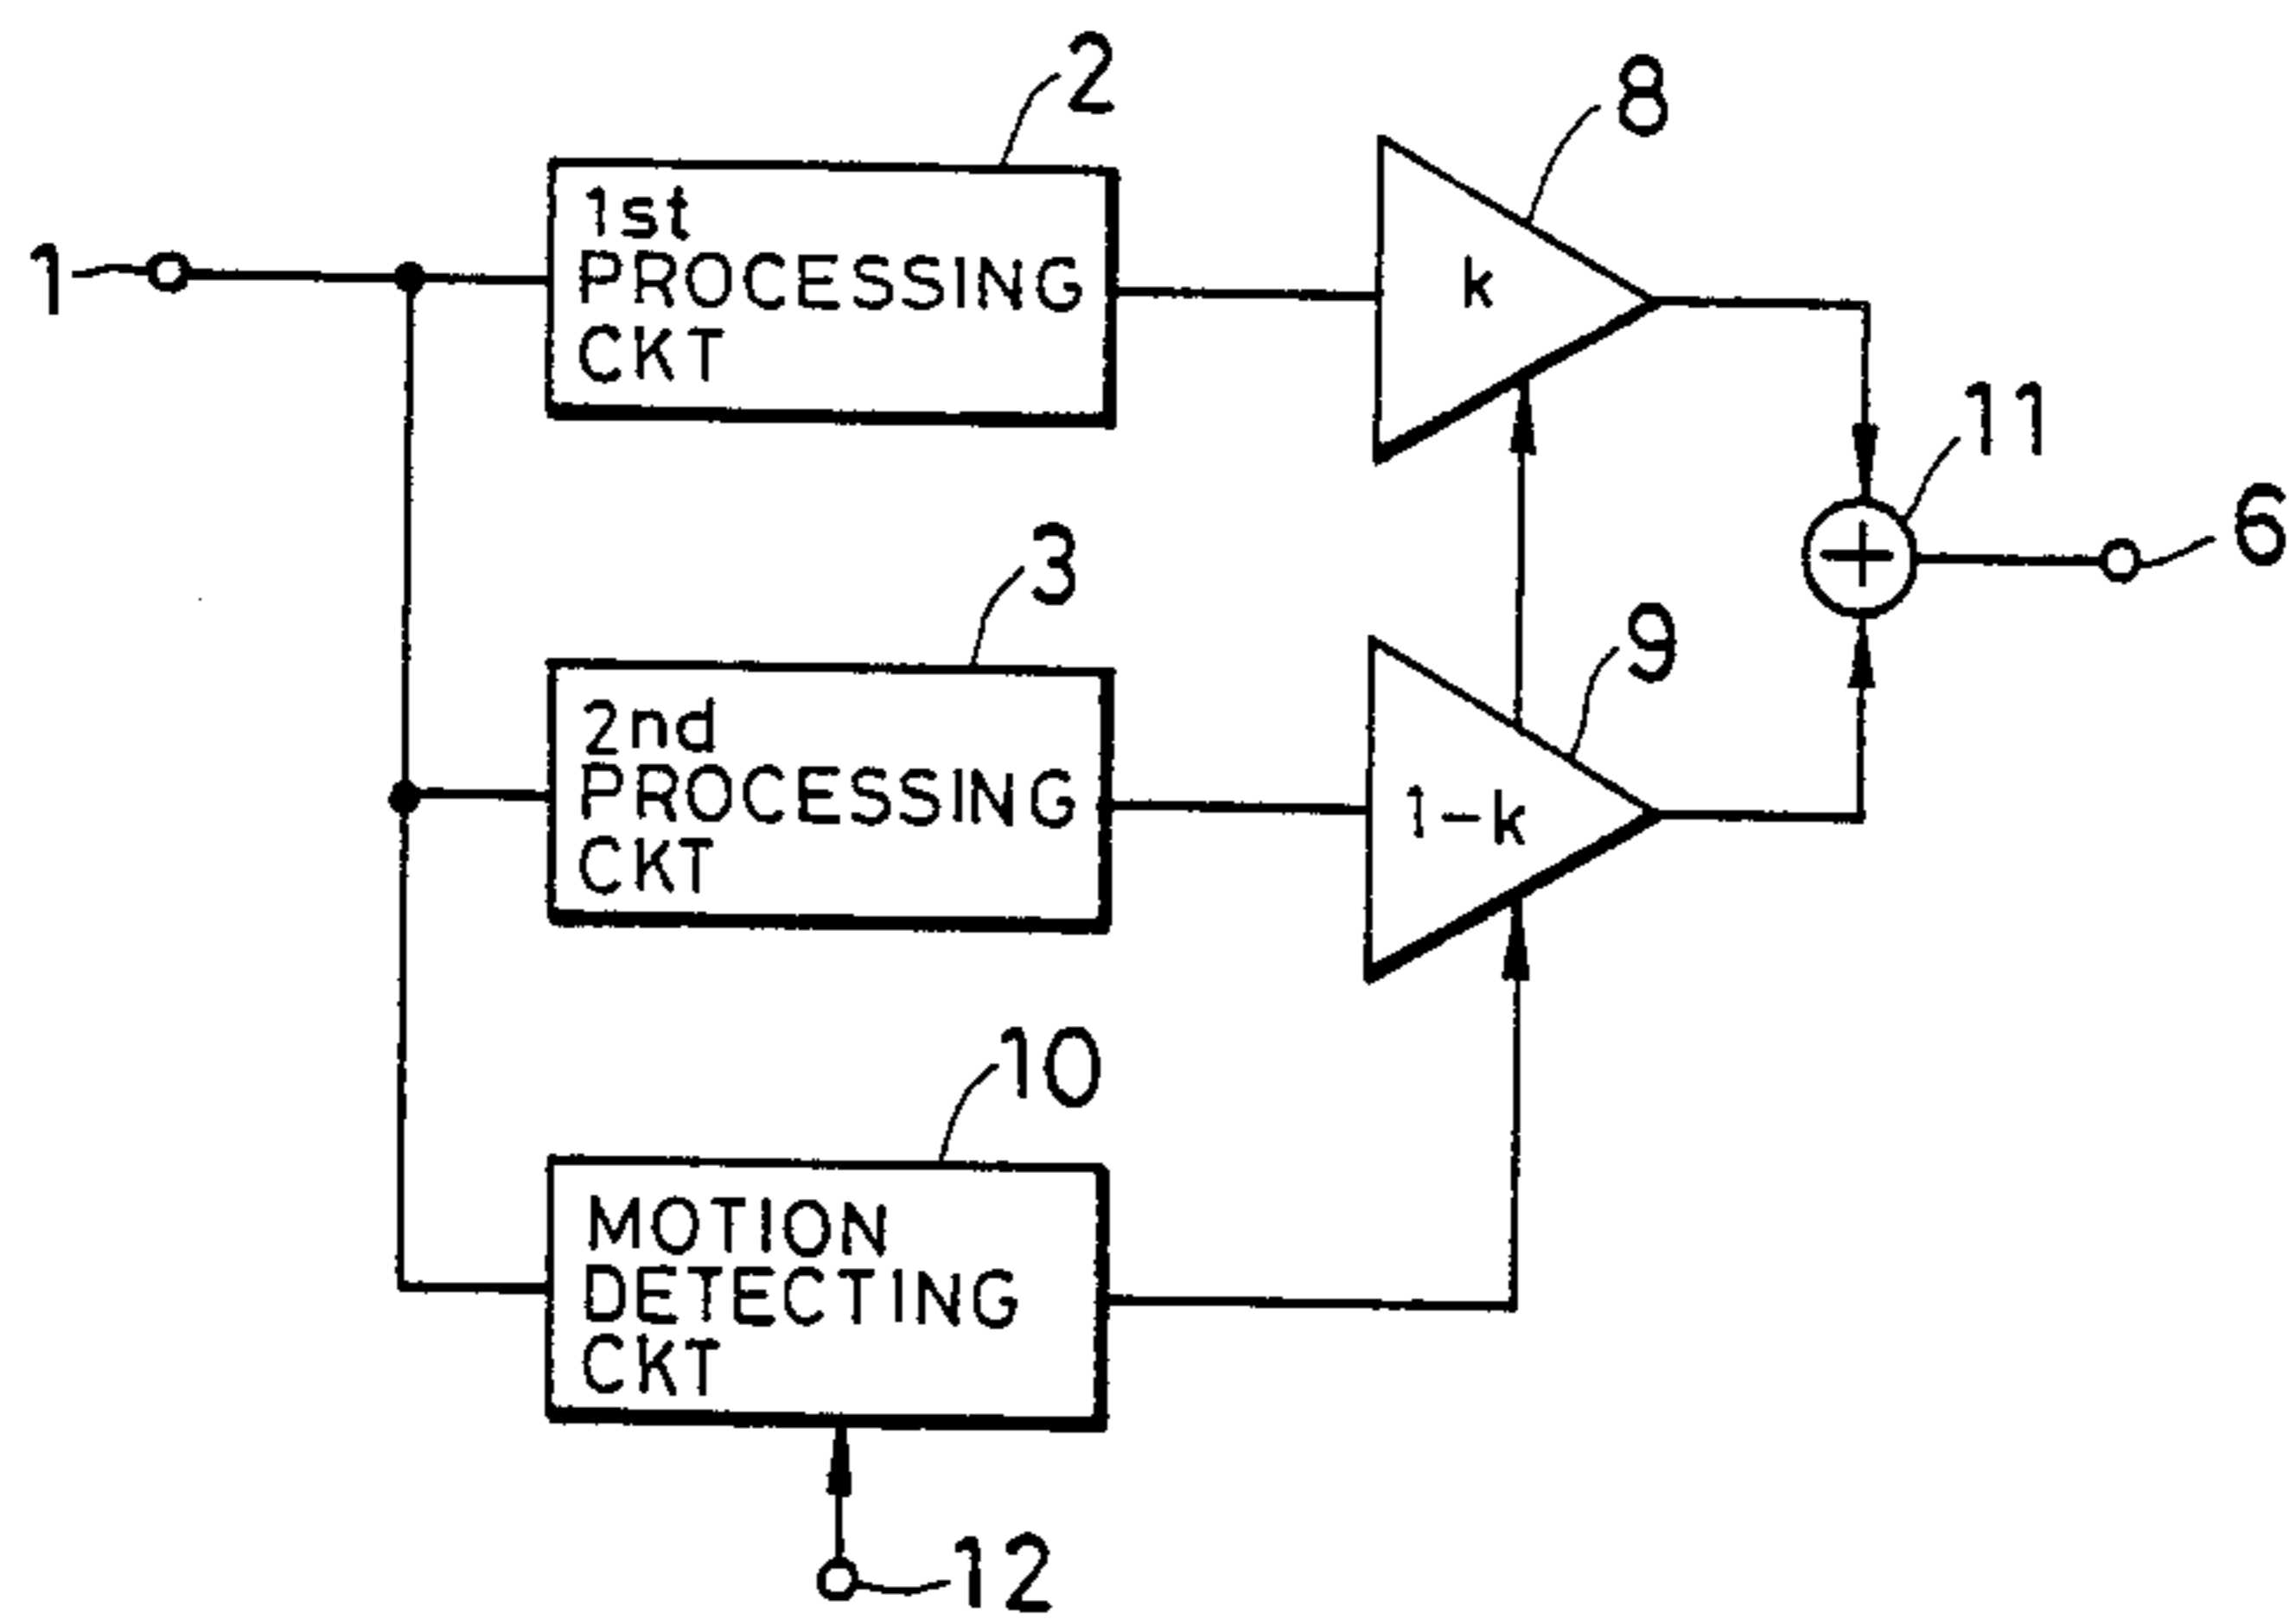 2
8
1
1st
PROCESSING
CKT
k
11
6
3
9
2nd
PROCESSING
CKT
1-k
+
10
MOTION
DETECTING
CKT
12